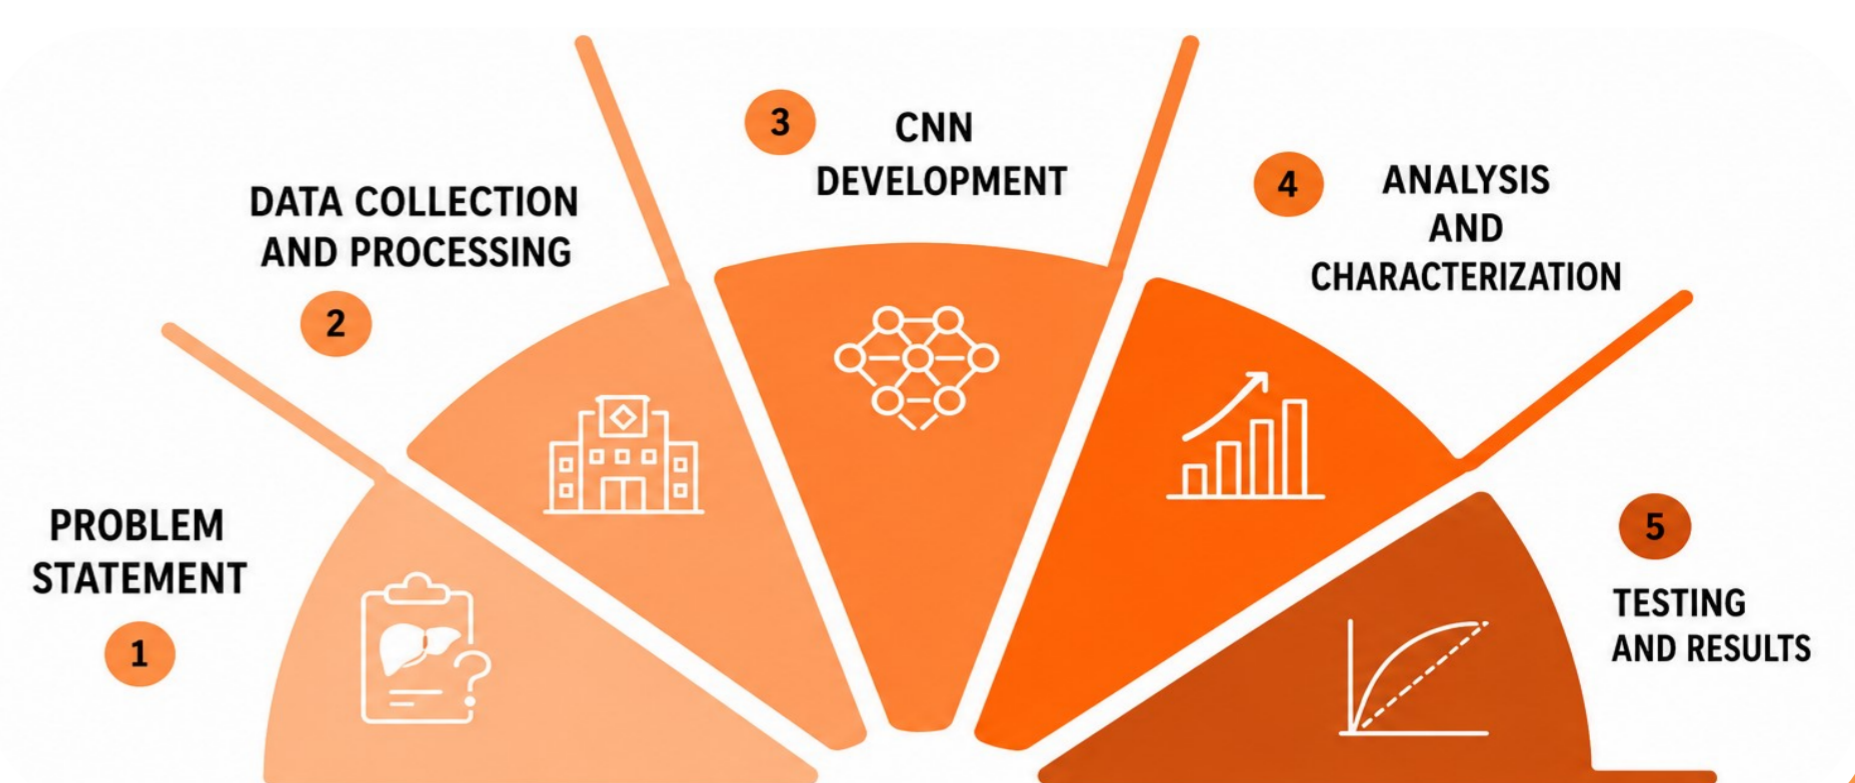 PROBLEM
STATEMENT
1
DATA COLLECTION
AND PROCESSING
2
3
CNN
DEVELOPMENT
4
ANALYSIS
AND
CHARACTERIZATION
5
TESTING
AND RESULTS